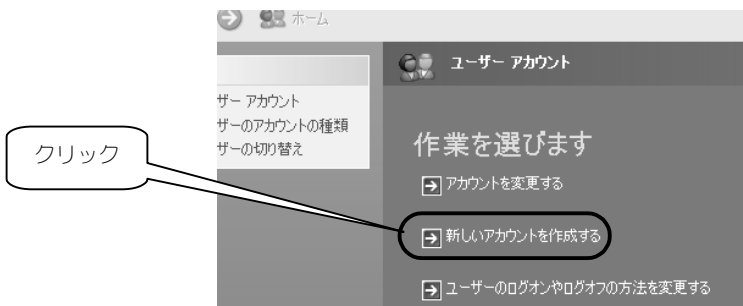 ホーム
ユーザー アカウント
ザー アカウント
ザーのアカウントの種類
ザーの切り替え
クリック
作業を選びます
アカウントを変更する
新しいアカウントを作成する
ユーザーのログオンやログオフの方法を変更する